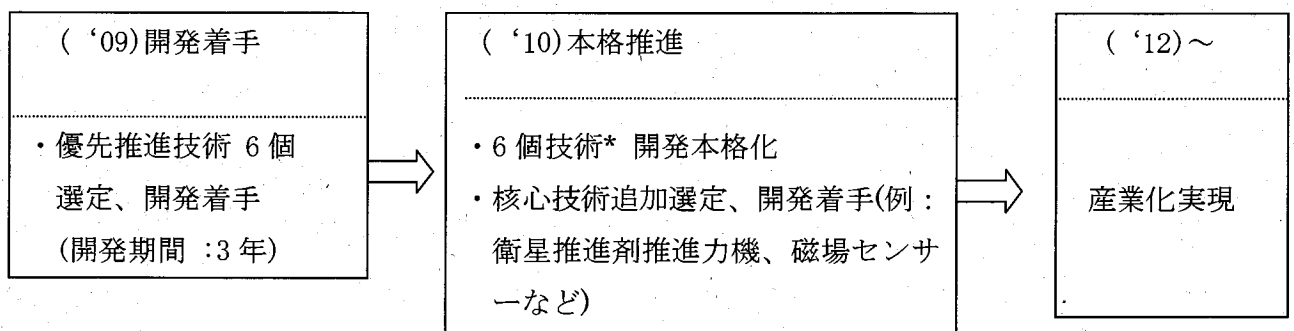 ( ‘09)開発着手
・優先推進技術 6 個
選定、開発着手
(開発期間 :3 年)
( ‘10)本格推進
・6 個技術* 開発本格化
・核心技術追加選定、開発着手(例 :
衛星推進剤推進力機、磁場センサ
ーなど)
( ‘12)～
産業化実現